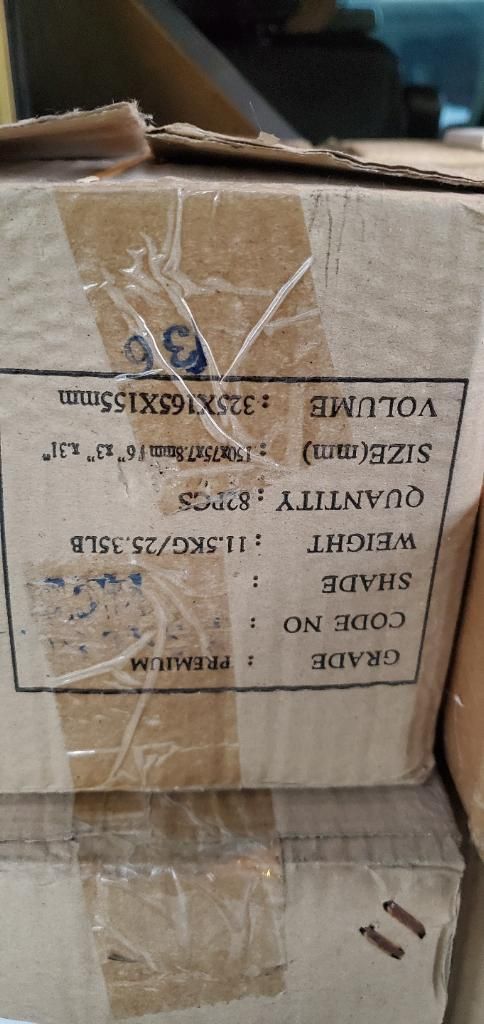 GRADE : PREMIUM
CODE NO :
SHADE :
WEIGHT : 11.5KG/25.35LB
QUANTITY : 82PCS
SIZE(mm) : 150x75x7.8mm / 6" x3" x.31"
VOLUME : 325X165X155mm